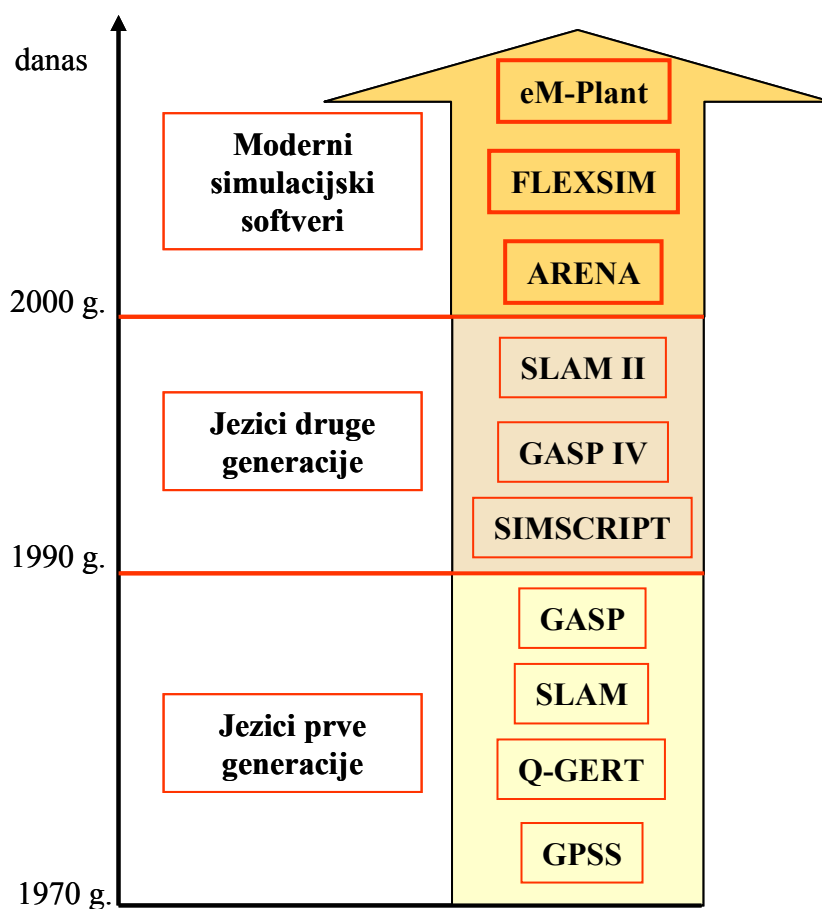 danas
eM-Plant
Moderni
simulacijski
softveri
FLEXSIM
ARENA
2000 g.
SLAM II
Jezici druge
generacije
GASP IV
SIMSCRIPT
1990 g.
GASP
SLAM
Jezici prve
generacije
Q-GERT
GPSS
1970 g.